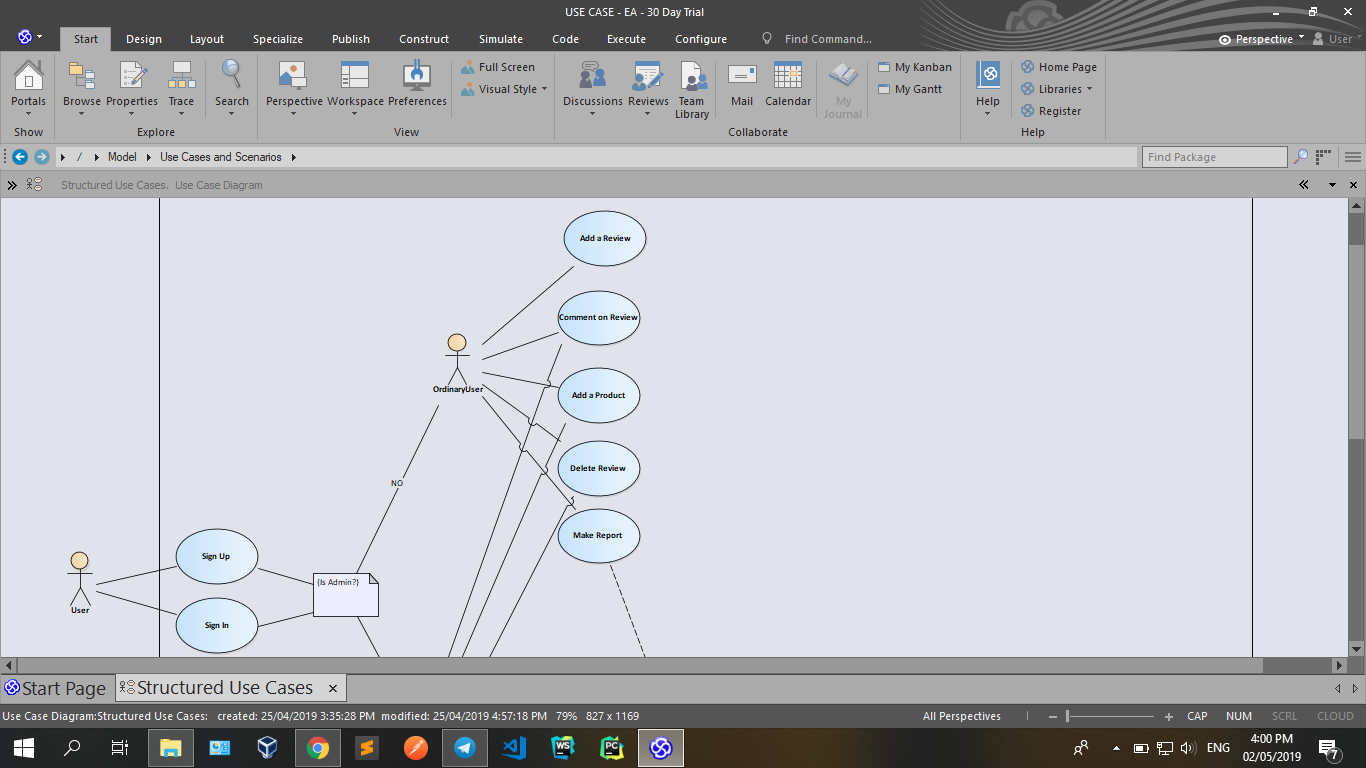 USE CASE - EA - 30 Day Trial
Start Design Layout Specialize Publish Construct Simulate Code Execute Configure Find Command... Perspective User
Portals Browse Properties Trace Search Perspective Workspace Preferences Full Screen Visual Style Discussions Reviews Team Library Mail Calendar My Journal My Kanban My Gantt Help Home Page Libraries Register
Show Explore View Collaborate Help
/ Model Use Cases and Scenarios Find Package
Structured Use Cases. Use Case Diagram
Add a Review
Comment on Review
OrdinaryUser
Add a Product
Delete Review
NO
Make Report
Sign Up
{Is Admin?}
User
Sign In
Start Page Structured Use Cases
Use Case Diagram:Structured Use Cases: created: 25/04/2019 3:35:28 PM modified: 25/04/2019 4:57:18 PM 79% 827 x 1169 All Perspectives CAP NUM SCRL CLOUD
WS PC ENG 4:00 PM
02/05/2019 7